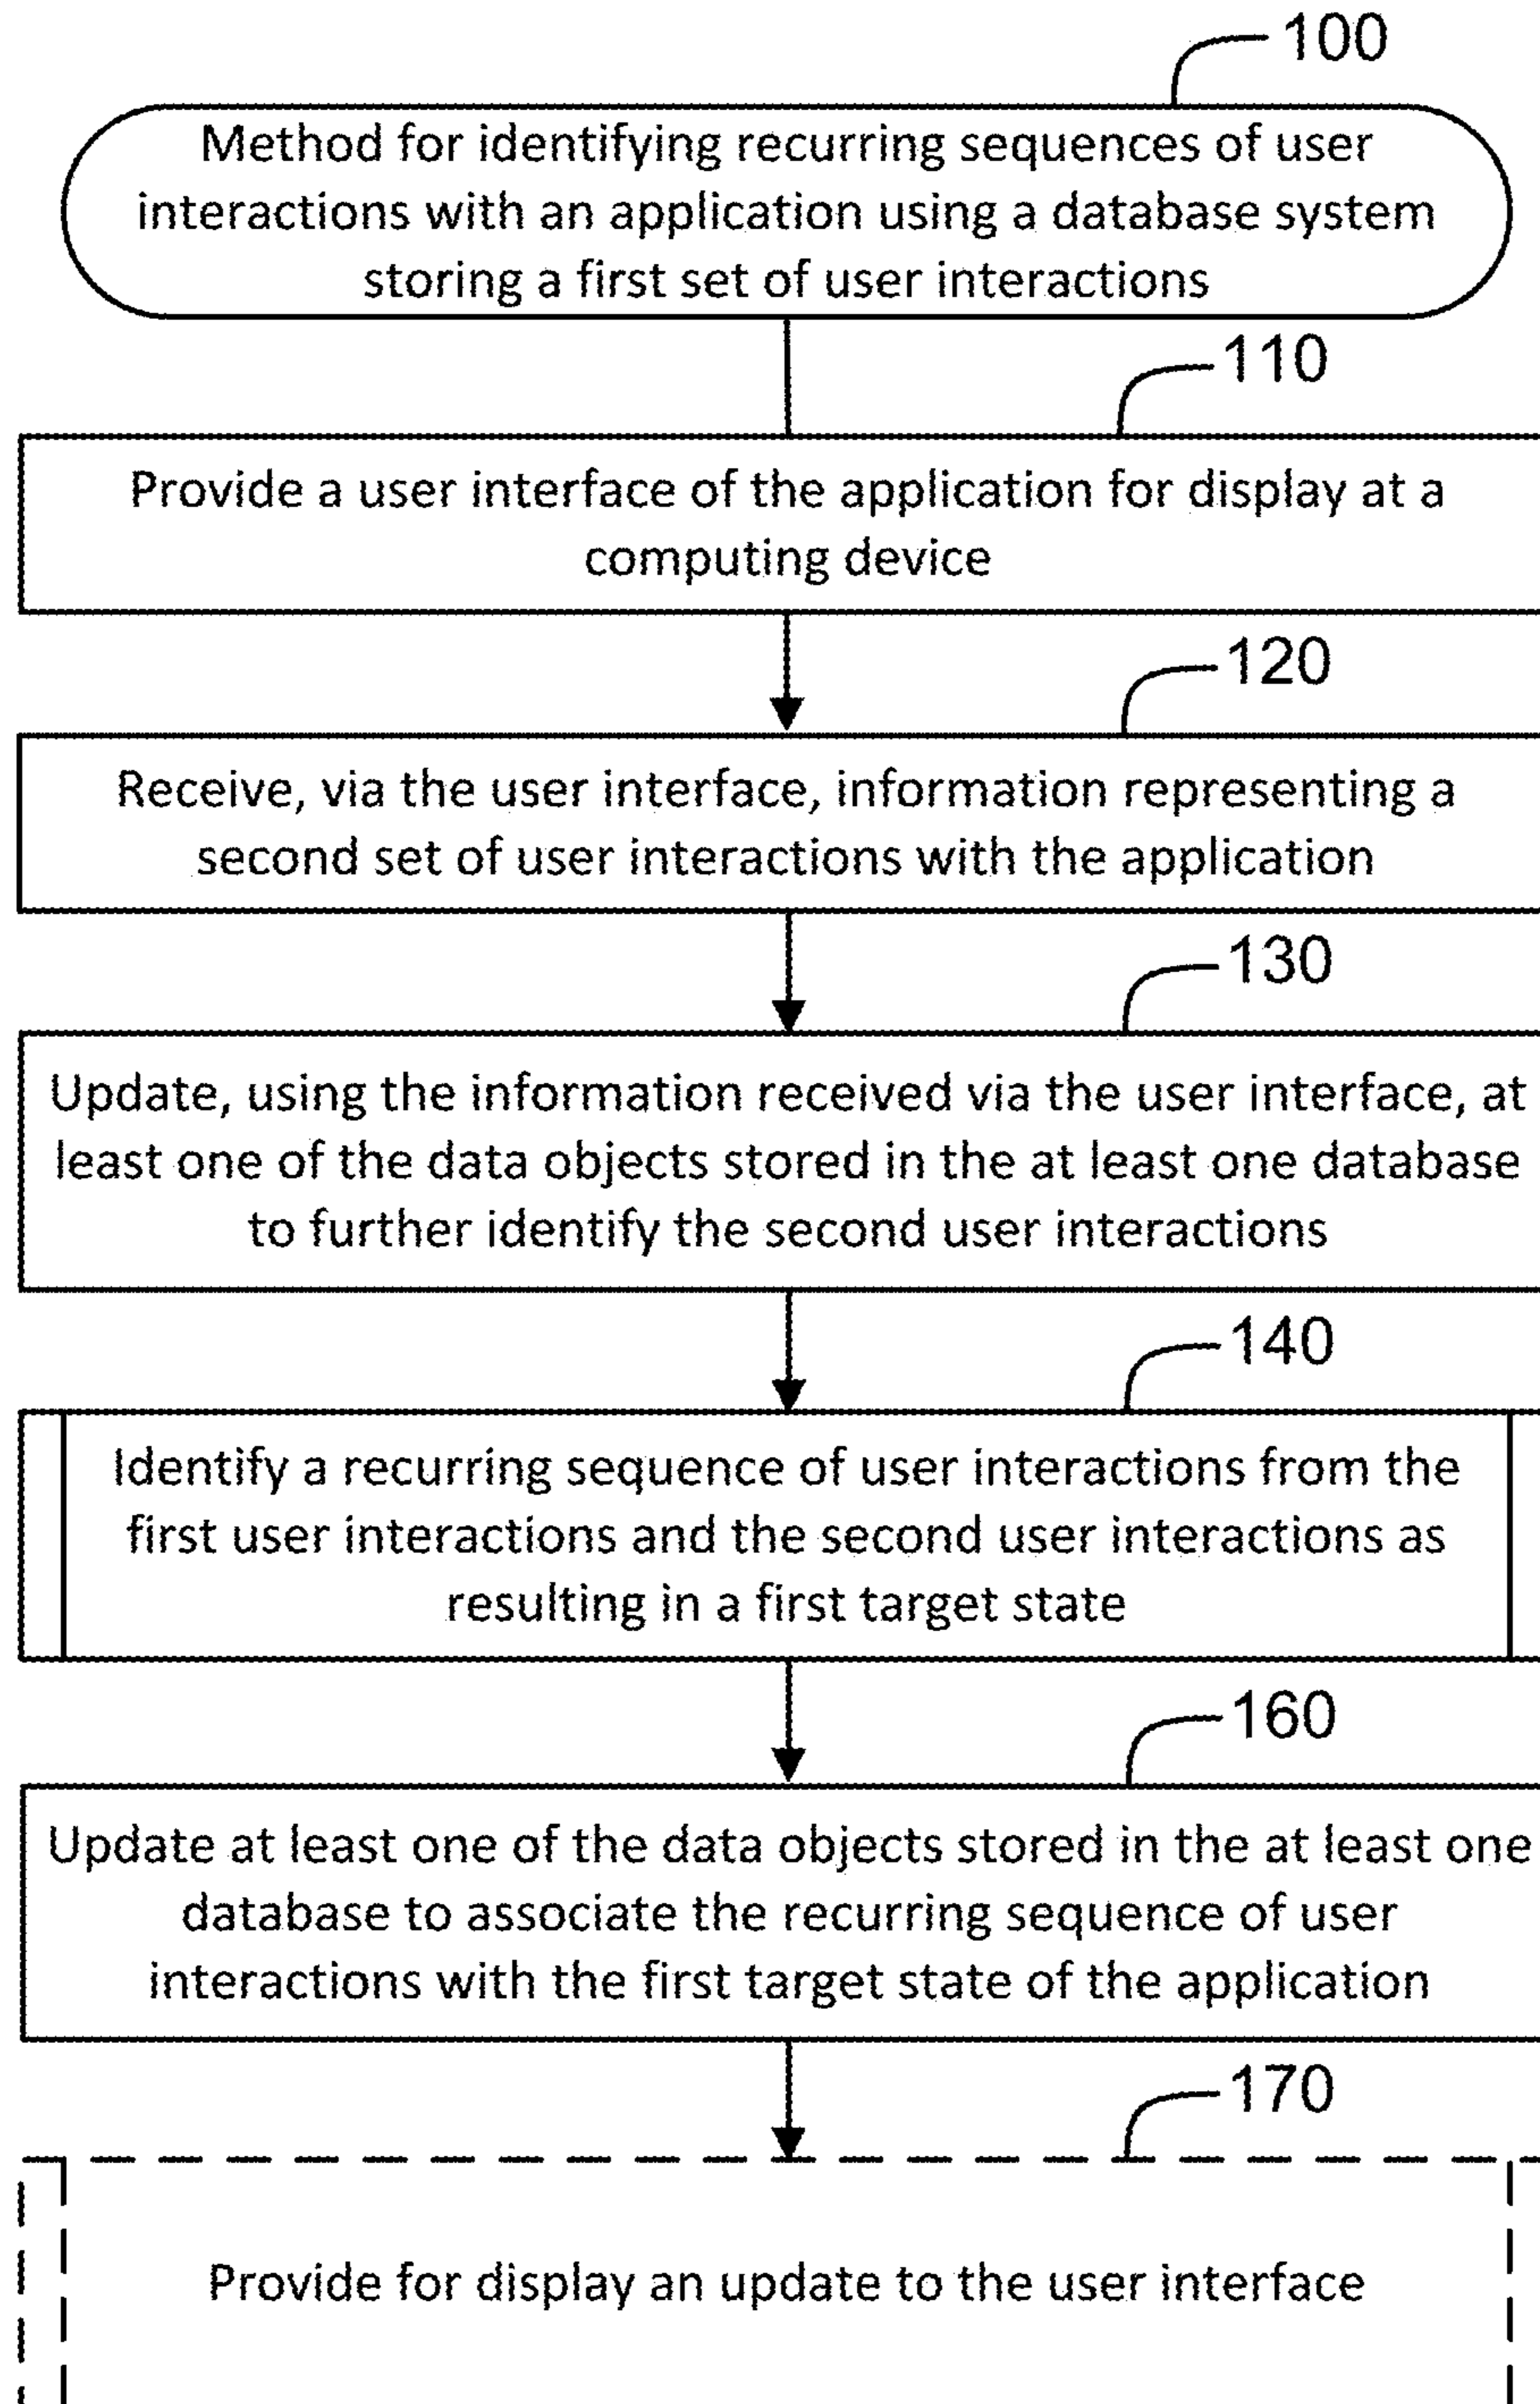 100
Method for identifying recurring sequences of user
interactions with an application using a database system
storing a first set of user interactions
110
Provide a user interface of the application for display at a
computing device
120
Receive, via the user interface, information representing a
second set of user interactions with the application
130
Update, using the information received via the user interface, at
least one of the data objects stored in the at least one database
to further identify the second user interactions
140
Identify a recurring sequence of user interactions from the
first user interactions and the second user interactions as
resulting in a first target state
160
Update at least one of the data objects stored in the at least one
database to associate the recurring sequence of user
interactions with the first target state of the application
170
Provide for display an update to the user interface